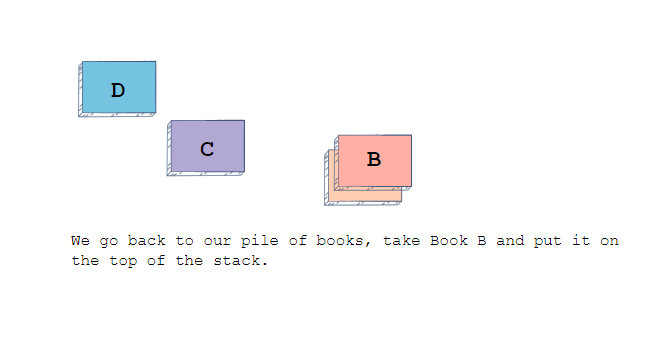 D
C
B
We go back to our pile of books, take Book B and put it on
the top of the stack.